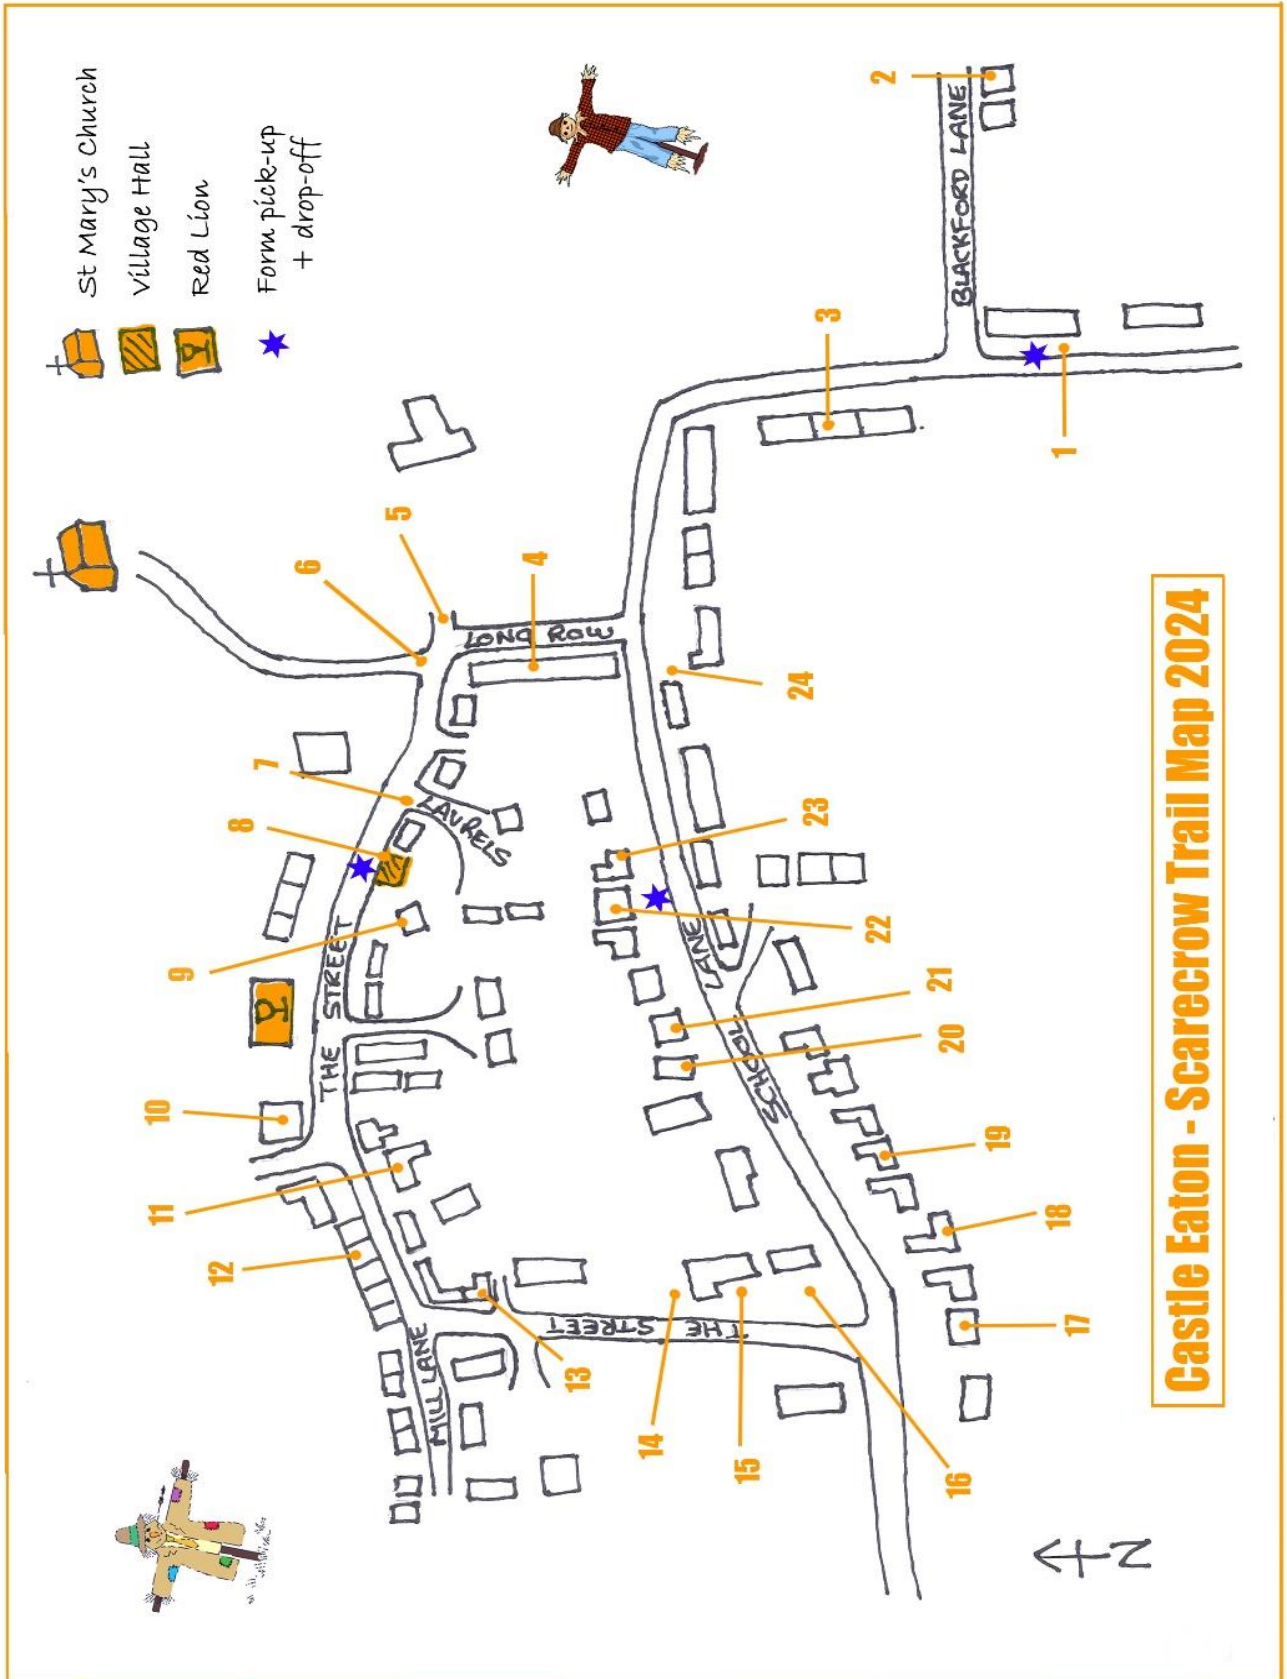 St Mary's Church
Village Hall
Red Lion
Form pick-up
+ drop-off
6
5
4
7
8
9
10
11
12
13
14
15
16
17
18
19
20
21
22
23
24
3
2
1
THE STREET
LAURELS
LONG ROW
MILL LANE
THE STREET
SCHOOL LANE
BLACKFORD LANE
N
Castle Eaton - Scarecrow Trail Map 2024